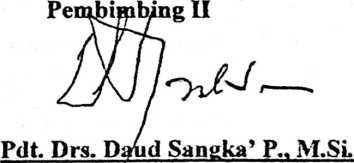 Pembimbing II
Pdt. Drs. Daud Sangka' P., M.Si.